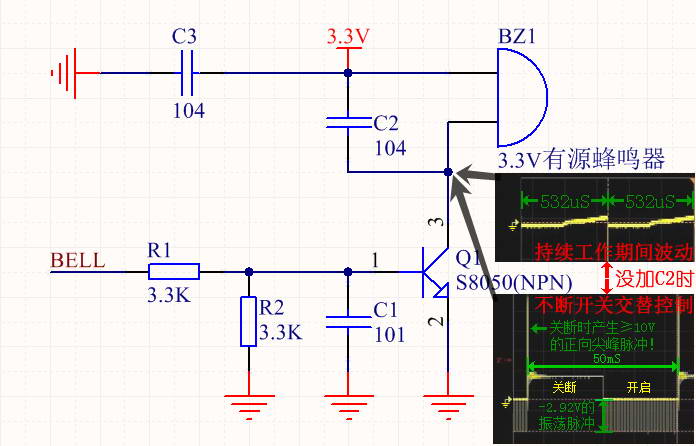 C3
3.3V
BZ1
104
C2
104
3.3V有源蜂鸣器
532uS
532uS
3
持续工作期间波动
BELL
R1
1
Q1
没加C2时
3.3K
S8050(NPN)
R2
3.3K
C1
101
2
不断开关交替控制
关断时产生≥10V
的正向尖峰脉冲!
50mS
关断
开启
-2.92V的
振荡脉冲